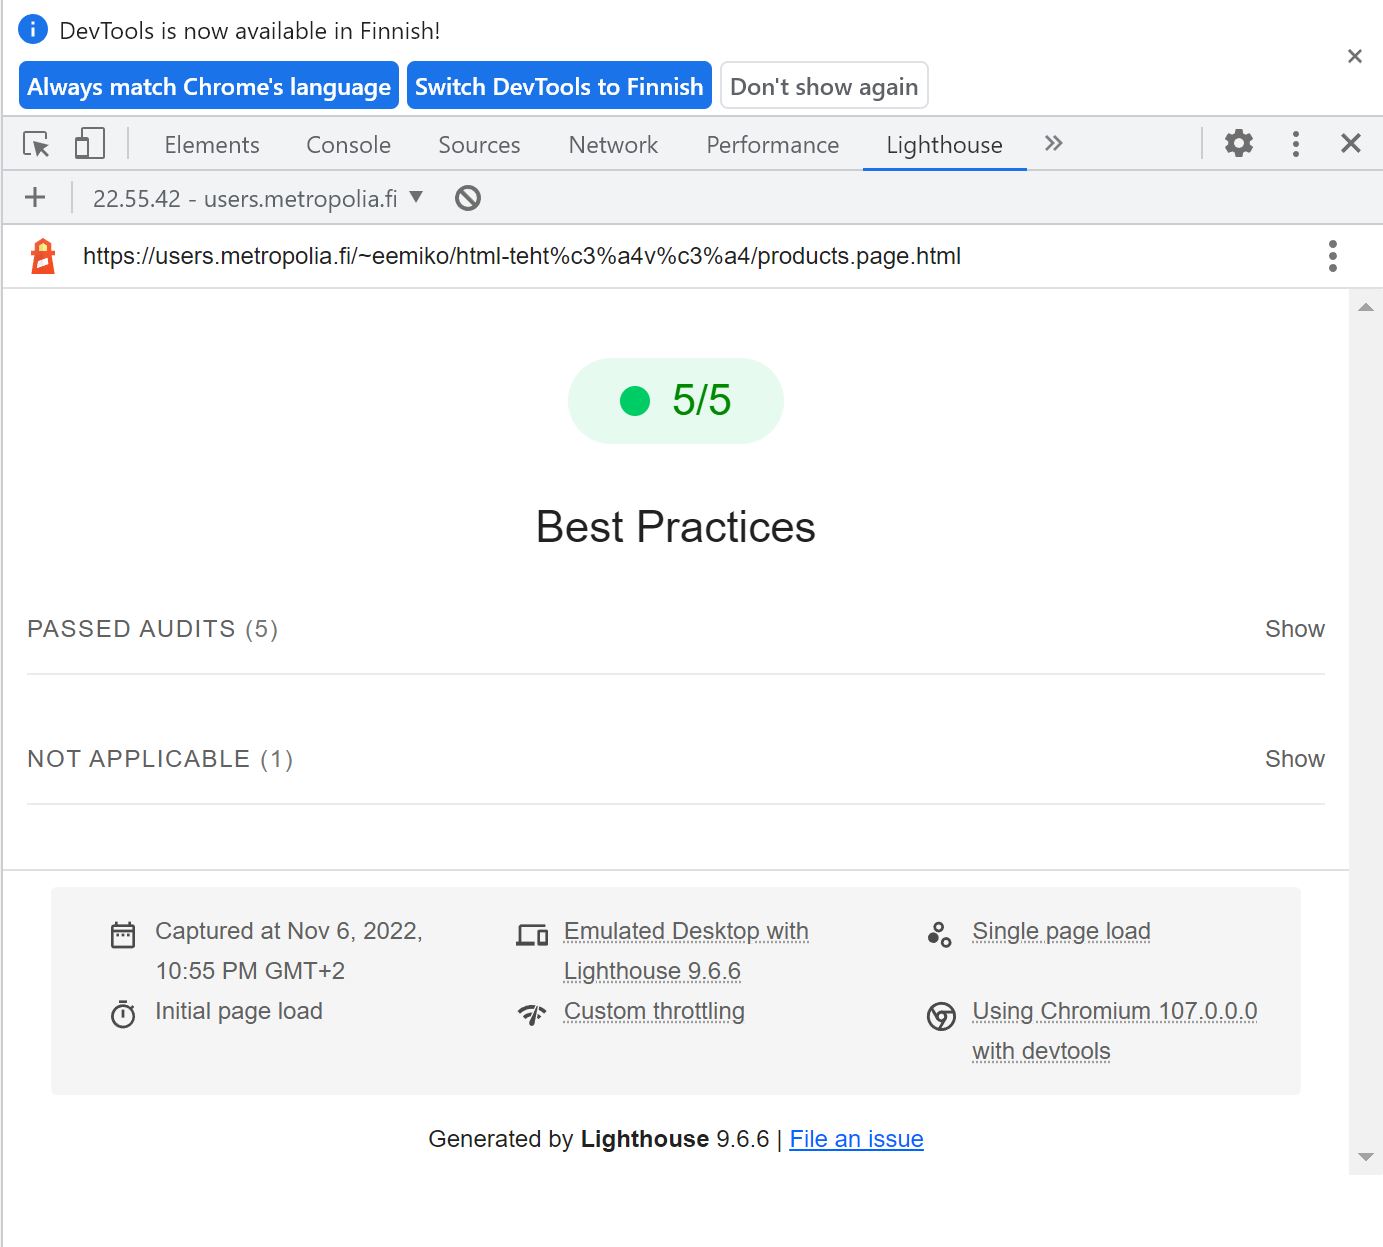 DevTools is now available in Finnish!
Always match Chrome's language Switch DevTools to Finnish Don't show again
Elements Console Sources Network Performance Lighthouse
22.55.42 - users.metropolia.fi
https://users.metropolia.fi/~eemiko/html-teht%c3%a4v%c3%a4/products.page.html
5/5
Best Practices
PASSED AUDITS (5) Show
NOT APPLICABLE (1) Show
Captured at Nov 6, 2022,
10:55 PM GMT+2
Emulated Desktop with
Lighthouse 9.6.6
Single page load
Initial page load
Custom throttling
Using Chromium 107.0.0.0
with devtools
Generated by Lighthouse 9.6.6 | File an issue